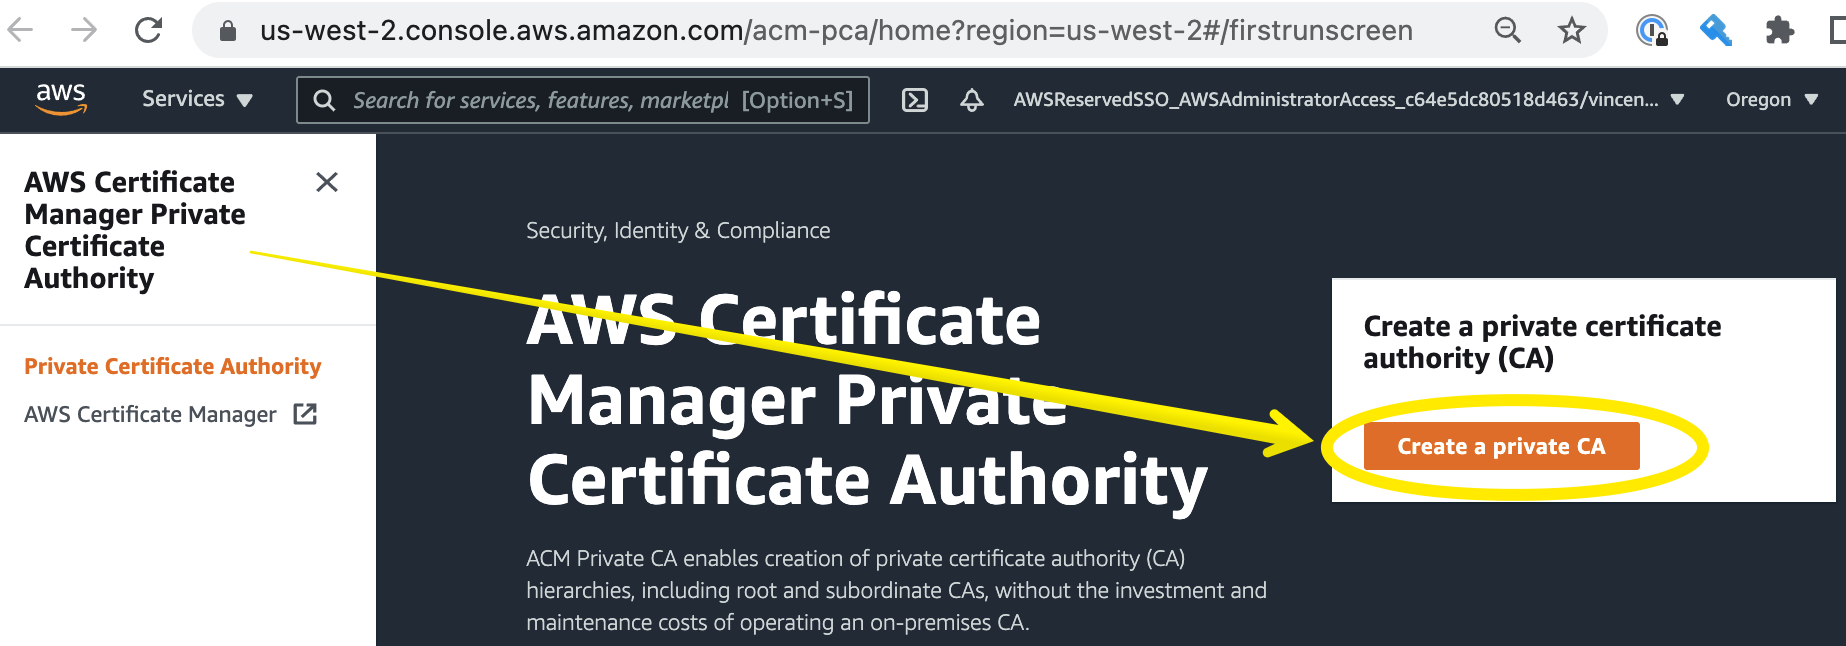 us-west-2.console.aws.amazon.com/acm-pca/home?region=us-west-2#/firstrunscreen
aws Services Search for services, features, marketpl [Option+S] AWSReservedSSO_AWSAdministratorAccess_c64e5dc80518d463/vincen... Oregon
AWS Certificate
Manager Private
Certificate
Authority
Private Certificate Authority
AWS Certificate Manager
Security, Identity & Compliance
AWS Certificate
Manager Private
Certificate Authority
ACM Private CA enables creation of private certificate authority (CA)
hierarchies, including root and subordinate CAs, without the investment and
maintenance costs of operating an on-premises CA.
Create a private certificate
authority (CA)
Create a private CA